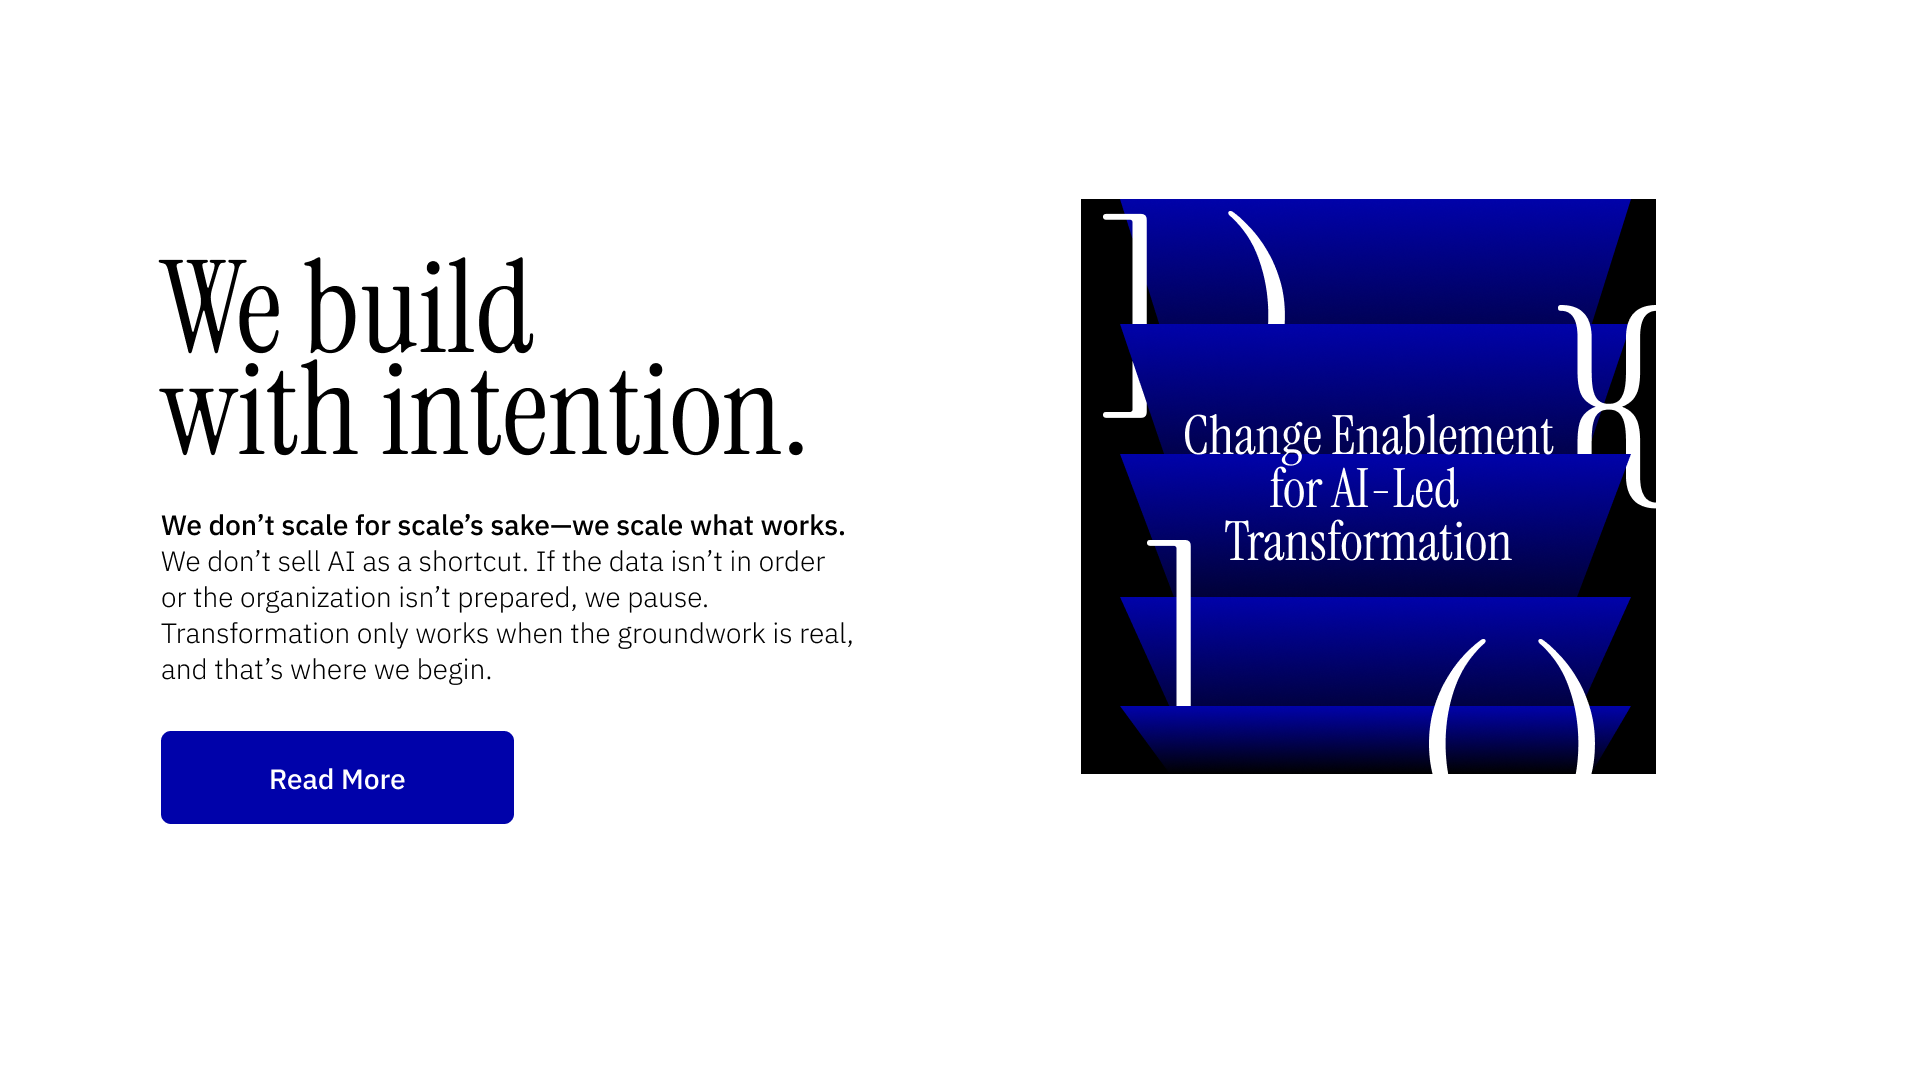 We build
with intention.
We don’t scale for scale’s sake—we scale what works.
We don’t sell AI as a shortcut. If the data isn’t in order
or the organization isn’t prepared, we pause.
Transformation only works when the groundwork is real,
and that’s where we begin.
Read More
] )
}{
Change Enablement
for AI-Led
Transformation
]
( )